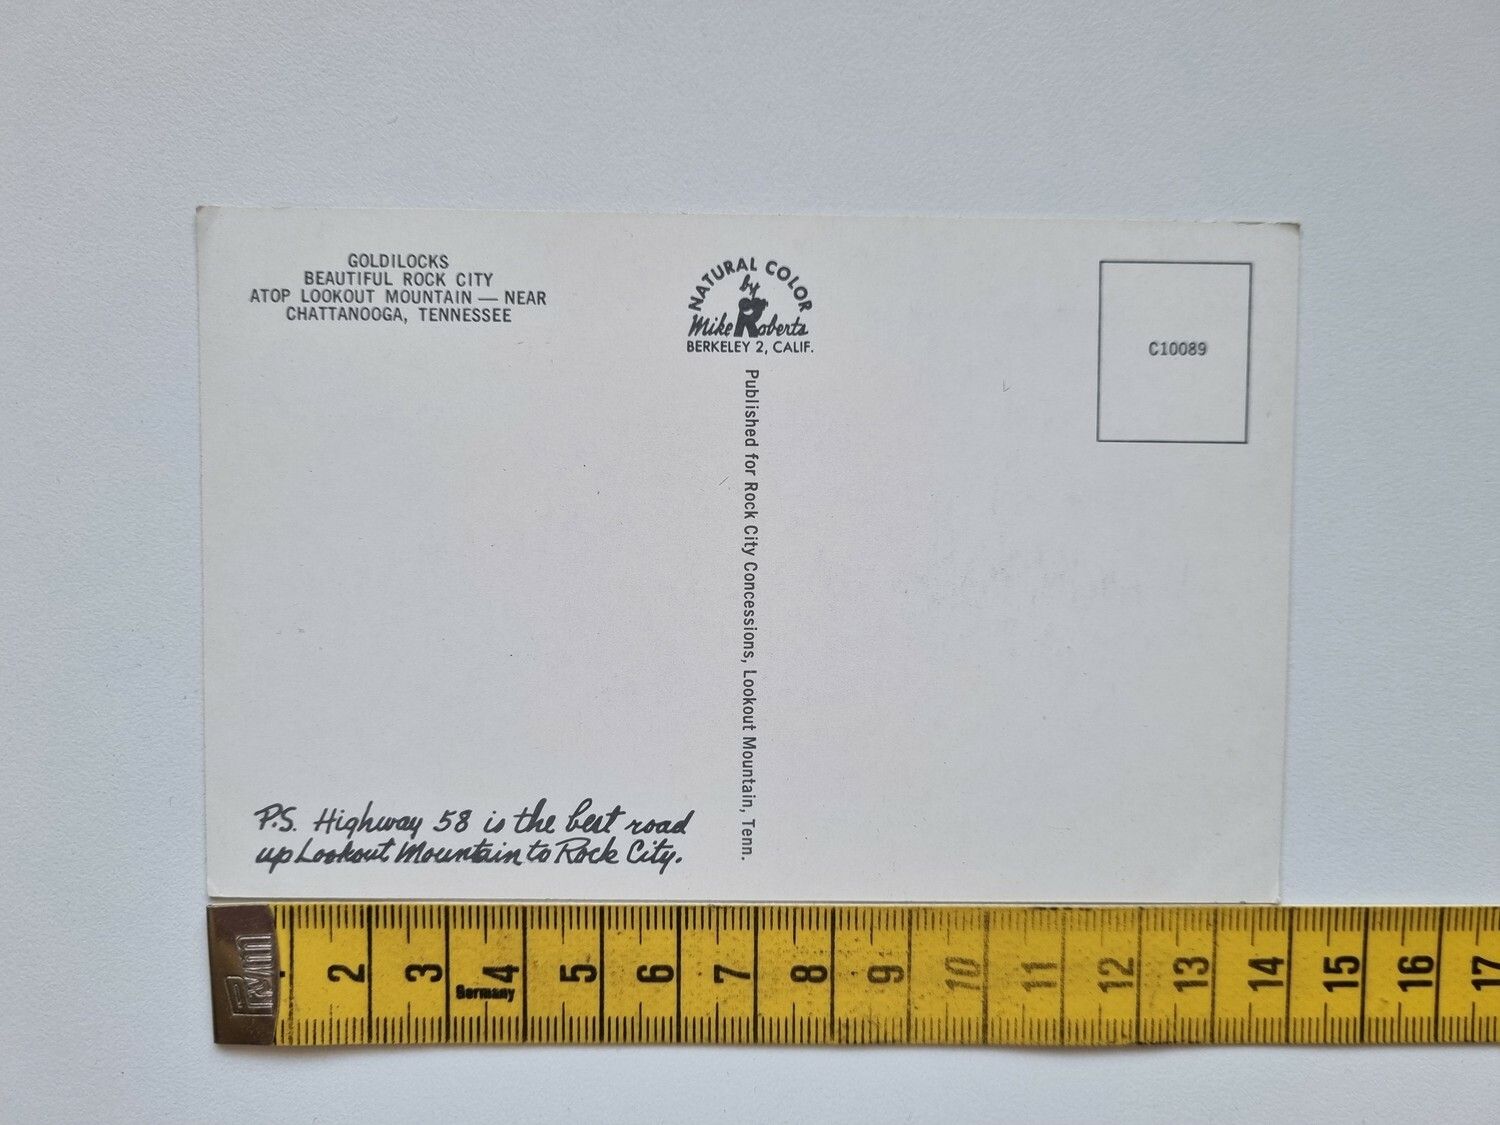 GOLDILOCKS
BEAUTIFUL ROCK CITY
ATOP LOOKOUT MOUNTAIN — NEAR
CHATTANOOGA, TENNESSEE
NATURAL COLOR
by
Mike Roberts
BERKELEY 2, CALIF.
C10089
Published for Rock City Concessions, Lookout Mountain, Tenn.
P.S. Highway 58 is the best road
up Lookout Mountain to Rock City.
2 3 4 5 6 7 8 9 10 11 12 13 14 15 16 17
Germany